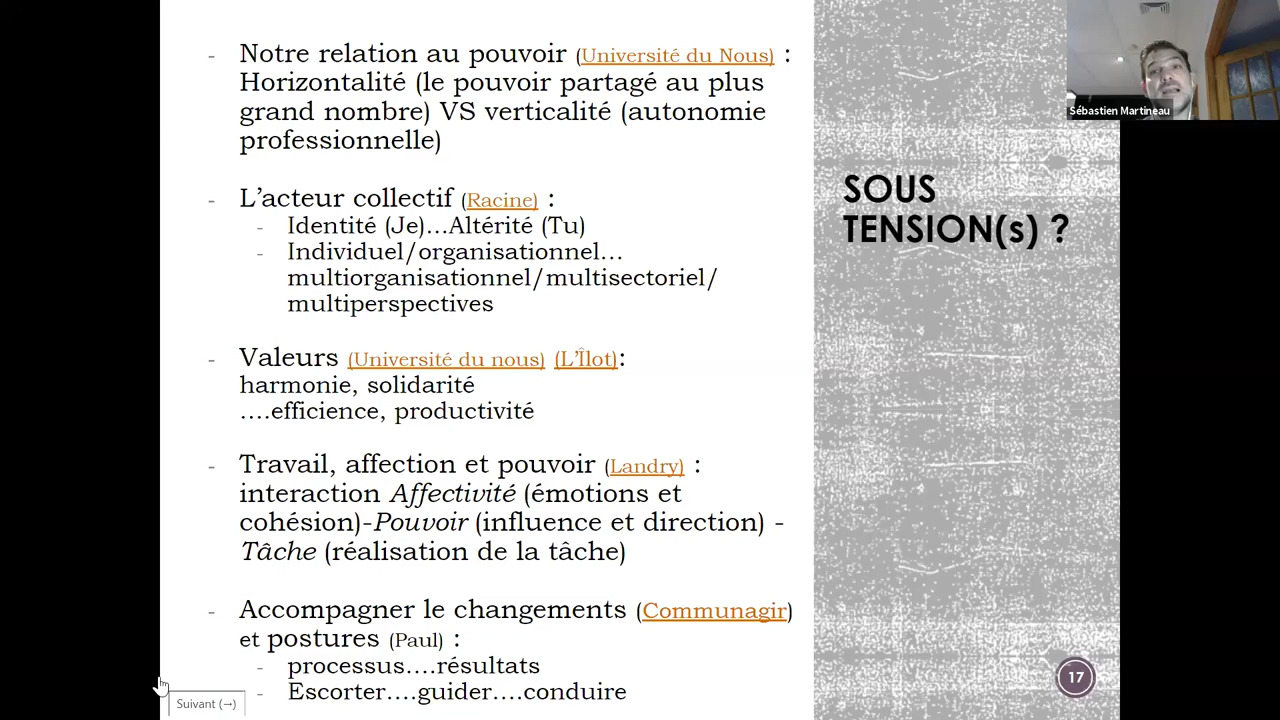 - Notre relation au pouvoir (Université du Nous) :
Horizontalité (le pouvoir partagé au plus
grand nombre) VS verticalité (autonomie
professionnelle)
- L'acteur collectif (Racine) :
- Identité (Je)…Altérité (Tu)
- Individuel/organisationnel…
multiorganisationnel/multisectoriel/
multiperspectives
- Valeurs (Université du nous) (L'Îlot):
harmonie, solidarité
….efficience, productivité
- Travail, affection et pouvoir (Landry) :
interaction Affectivité (émotions et
cohésion)-Pouvoir (influence et direction) -
Tâche (réalisation de la tâche)
- Accompagner le changements (Communagir)
et postures (Paul) :
- processus….résultats
- Escorter….guider….conduire
Suivant (→)
SOUS
TENSION(s) ?
17
Sébastien Martineau